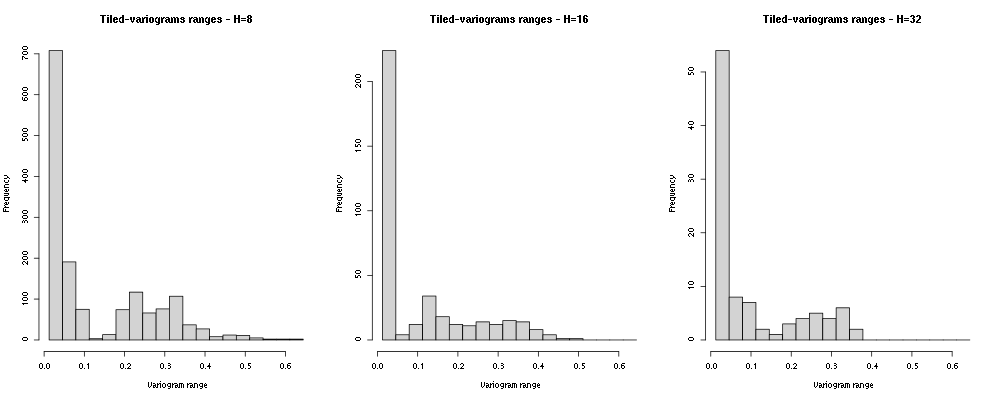 Tiled-variograms ranges - H=8
700
600
500
400
300
200
100
0
Frequency
0.0 0.1 0.2 0.3 0.4 0.5 0.6
Variogram range
Tiled-variograms ranges - H=16
200
150
100
50
0
Frequency
0.0 0.1 0.2 0.3 0.4 0.5 0.6
Variogram range
Tiled-variograms ranges - H=32
50
40
30
20
10
0
Frequency
0.0 0.1 0.2 0.3 0.4 0.5 0.6
Variogram range